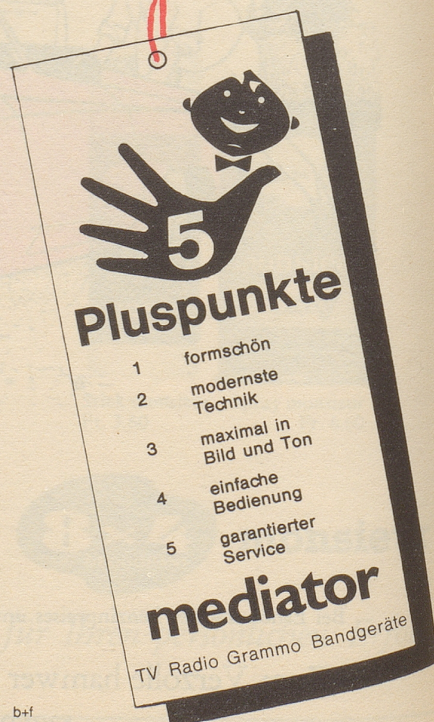 5
Pluspunkte
1 formschön
2 modernste
Technik
3 maximal in
Bild und Ton
4 einfache
Bedienung
5 garantierter
Service
mediator
TV Radio Grammo Bandgeräte
b+f